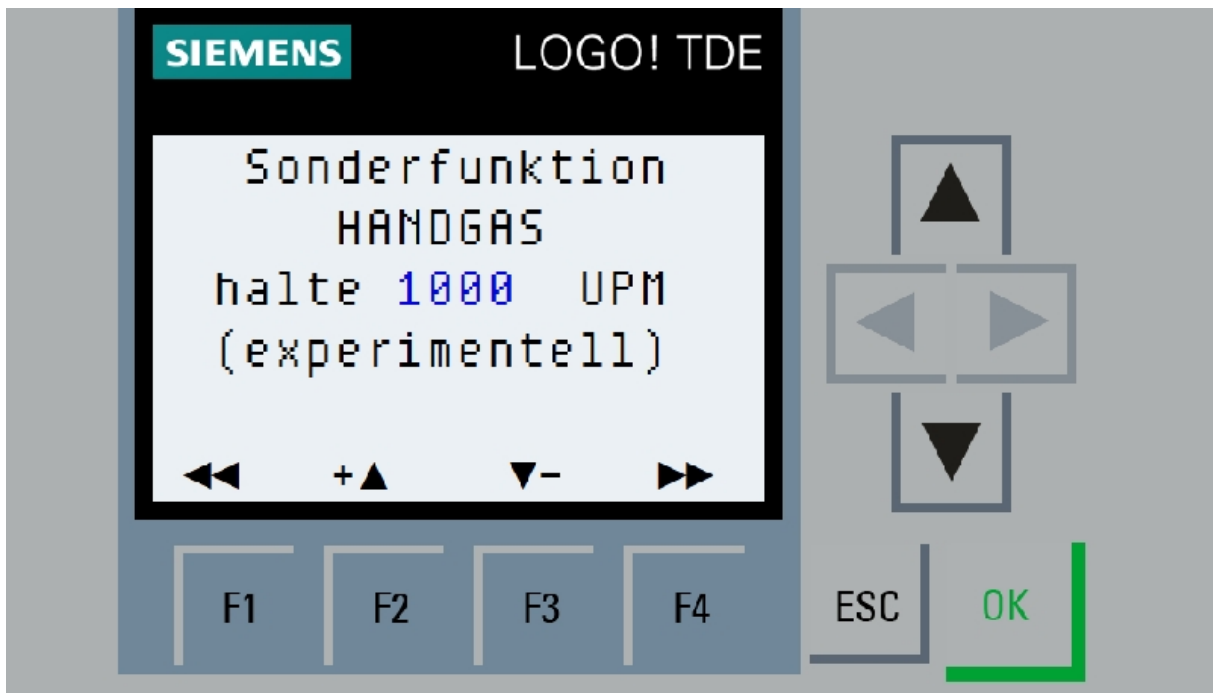 SIEMENS LOGO! TDE
Sonderfunktion
HANDGAS
halte 1000 UPM
(experimentell)
◀◀ +▲ ▼- ▶▶
F1 F2 F3 F4 ESC OK